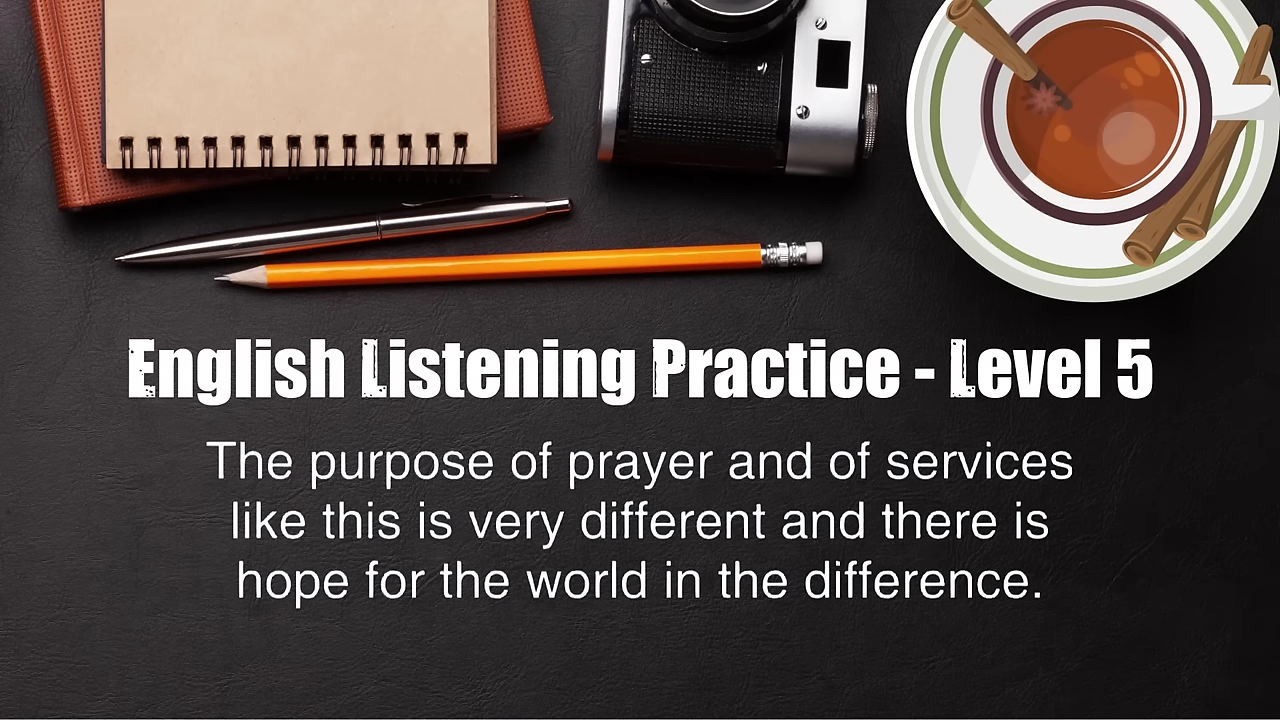 English Listening Practice - Level 5
The purpose of prayer and of services
like this is very different and there is
hope for the world in the difference.